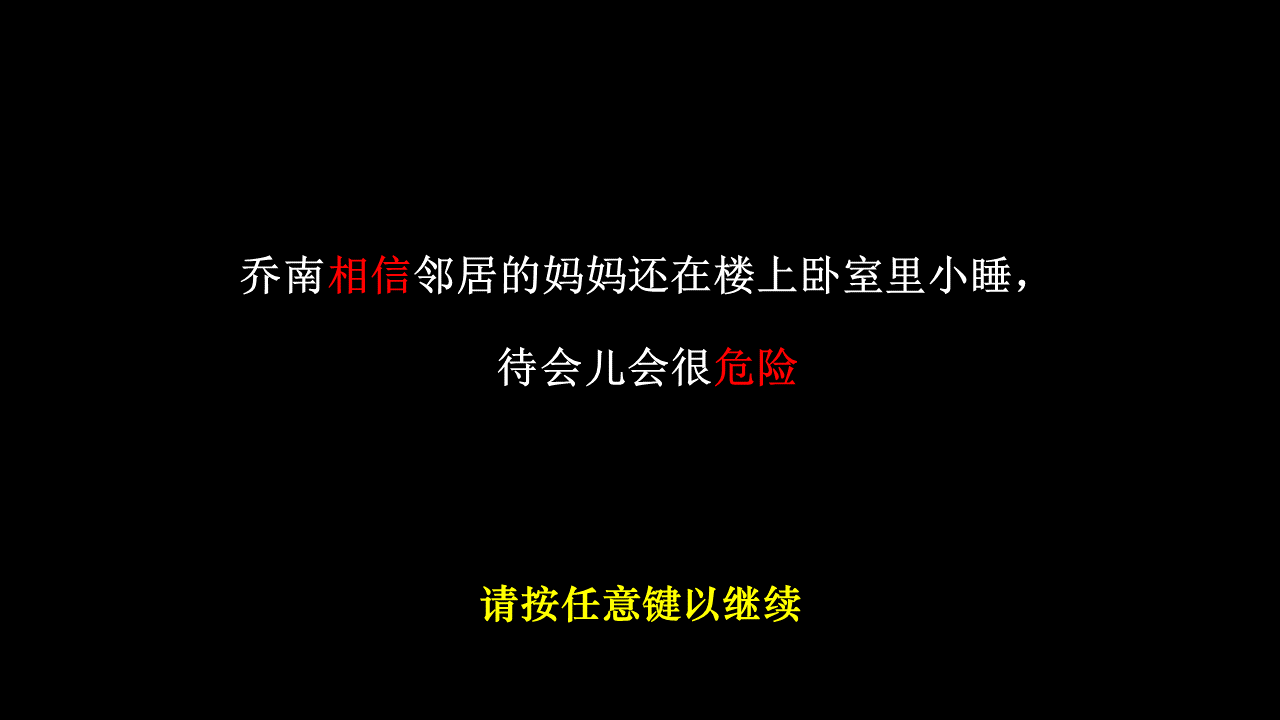 乔南相信邻居的妈妈还在楼上卧室里小睡，
待会儿会很危险
请按任意键以继续